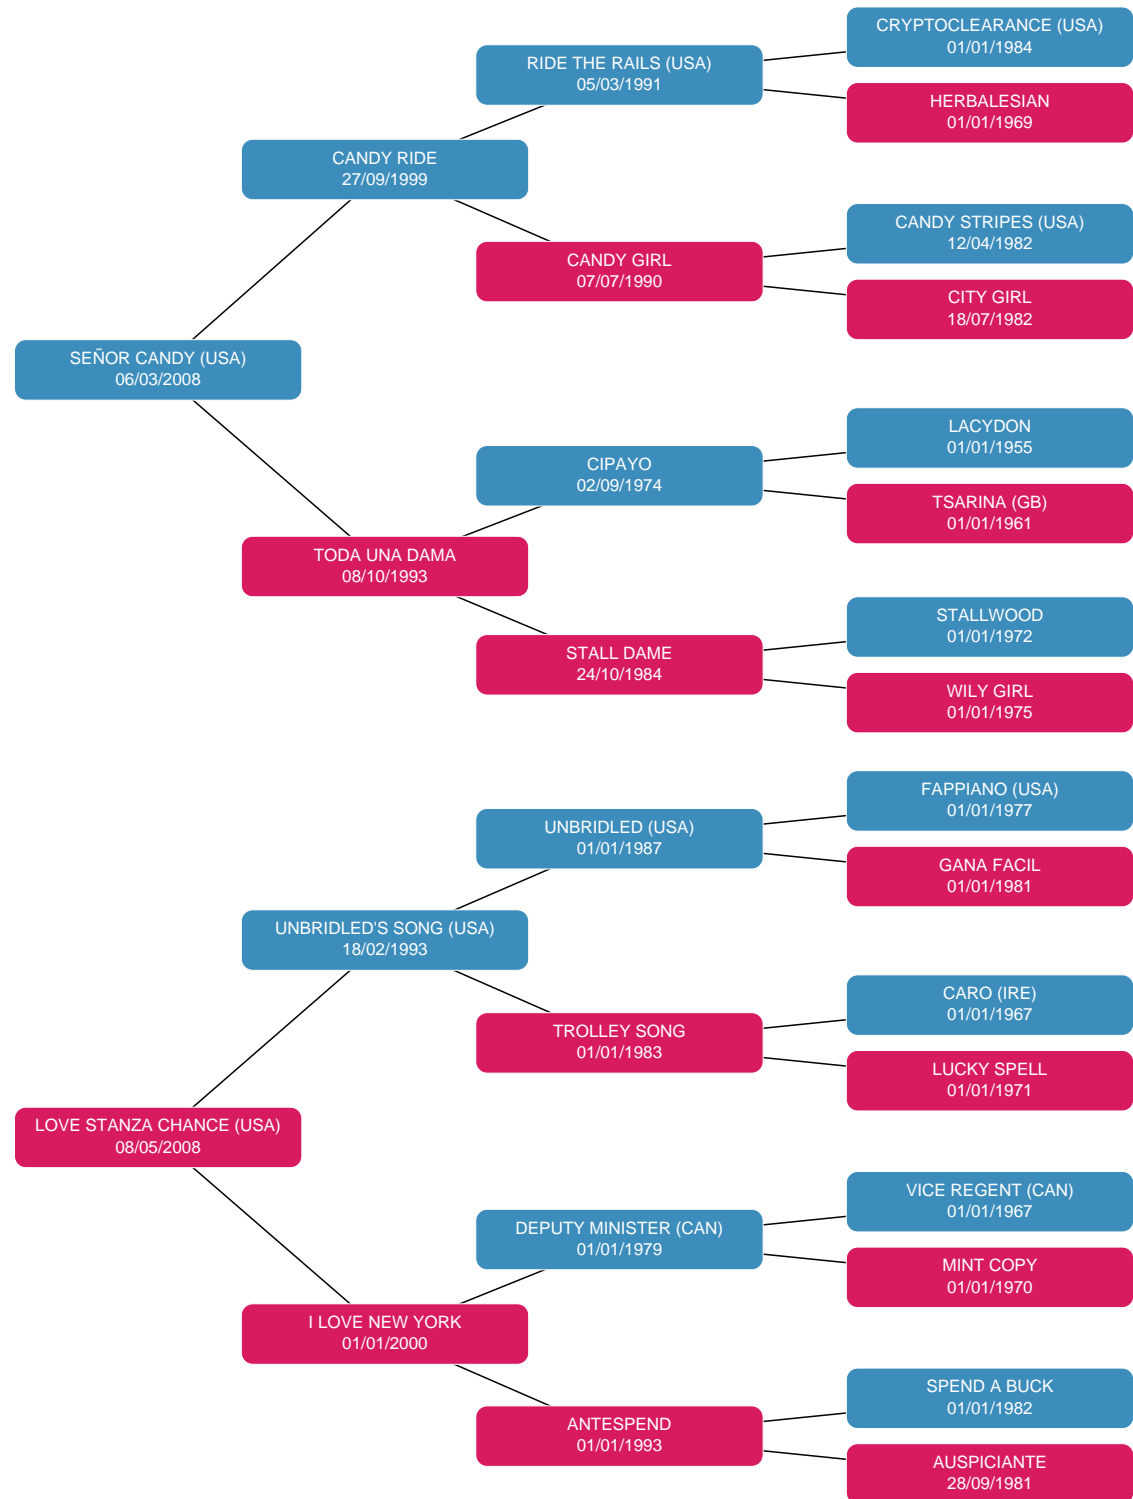 CRYPTOCLEARANCE (USA)
01/01/1984
RIDE THE RAILS (USA)
05/03/1991
HERBALESIAN
01/01/1969
CANDY RIDE
27/09/1999
CANDY STRIPES (USA)
12/04/1982
CANDY GIRL
07/07/1990
CITY GIRL
18/07/1982
SEÑOR CANDY (USA)
06/03/2008
LACYDON
01/01/1955
CIPAYO
02/09/1974
TSARINA (GB)
01/01/1961
TODA UNA DAMA
08/10/1993
STALLWOOD
01/01/1972
STALL DAME
24/10/1984
WILY GIRL
01/01/1975
FAPPIANO (USA)
01/01/1977
UNBRIDLED (USA)
01/01/1987
GANA FACIL
01/01/1981
UNBRIDLED'S SONG (USA)
18/02/1993
CARO (IRE)
01/01/1967
TROLLEY SONG
01/01/1983
LUCKY SPELL
01/01/1971
LOVE STANZA CHANCE (USA)
08/05/2008
VICE REGENT (CAN)
01/01/1967
DEPUTY MINISTER (CAN)
01/01/1979
MINT COPY
01/01/1970
I LOVE NEW YORK
01/01/2000
SPEND A BUCK
01/01/1982
ANTESPEND
01/01/1993
AUSPICIANTE
28/09/1981